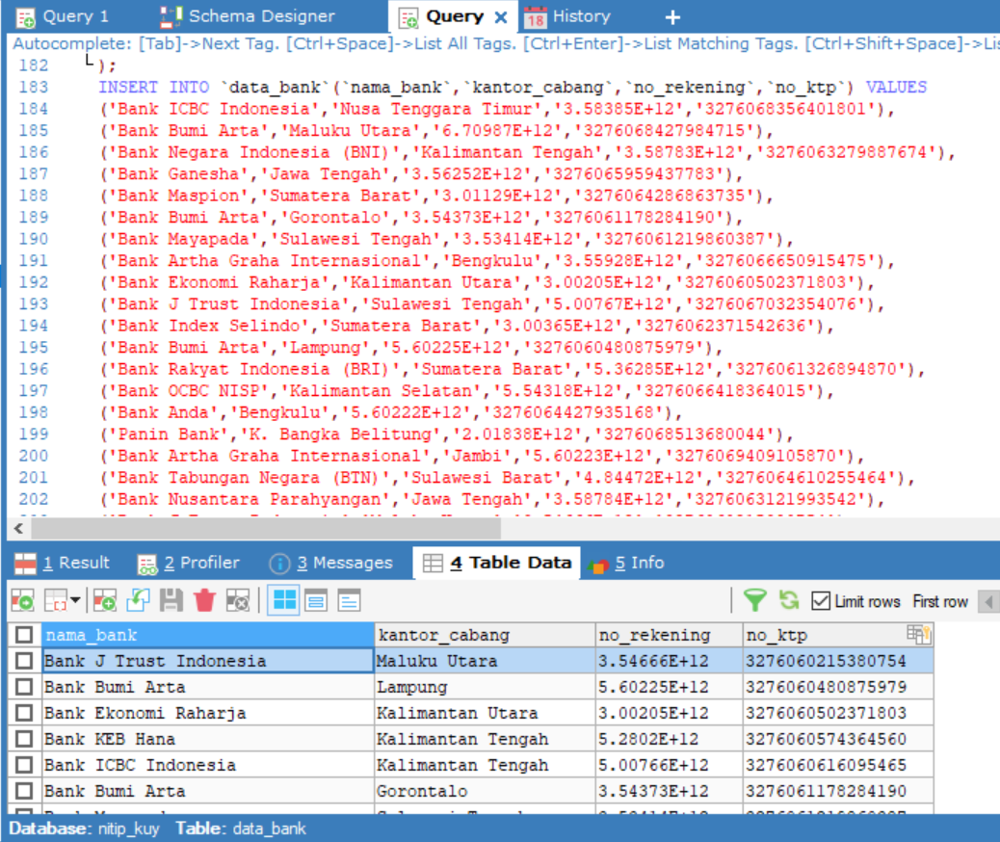 Query 1 Schema Designer Query × 18 History +
Autocomplete: [Tab]->Next Tag. [Ctrl+Space]->List All Tags. [Ctrl+Enter]->List Matching Tags. [Ctrl+Shift+Space]->Li
182 );
183 INSERT INTO `data_bank`(`nama_bank`,`kantor_cabang`,`no_rekening`,`no_ktp`) VALUES
184 ('Bank ICBC Indonesia','Nusa Tenggara Timur','3.58385E+12','3276068356401801'),
185 ('Bank Bumi Arta','Maluku Utara','6.70987E+12','3276068427984715'),
186 ('Bank Negara Indonesia (BNI)','Kalimantan Tengah','3.58783E+12','3276063279887674'),
187 ('Bank Ganesha','Jawa Tengah','3.56252E+12','3276065959437783'),
188 ('Bank Maspion','Sumatera Barat','3.01129E+12','3276064286863735'),
189 ('Bank Bumi Arta','Gorontalo','3.54373E+12','3276061178284190'),
190 ('Bank Mayapada','Sulawesi Tengah','3.53414E+12','3276061219860387'),
191 ('Bank Artha Graha Internasional','Bengkulu','3.55928E+12','3276066650915475'),
192 ('Bank Ekonomi Raharja','Kalimantan Utara','3.00205E+12','3276060502371803'),
193 ('Bank J Trust Indonesia','Sulawesi Tengah','5.00767E+12','3276067032354076'),
194 ('Bank Index Selindo','Sumatera Barat','3.00365E+12','3276062371542636'),
195 ('Bank Bumi Arta','Lampung','5.60225E+12','3276060480875979'),
196 ('Bank Rakyat Indonesia (BRI)','Sumatera Barat','5.36285E+12','3276061326894870'),
197 ('Bank OCBC NISP','Kalimantan Selatan','5.54318E+12','3276066418364015'),
198 ('Bank Anda','Bengkulu','5.60222E+12','3276064427935168'),
199 ('Panin Bank','K. Bangka Belitung','2.01838E+12','3276068513680044'),
200 ('Bank Artha Graha Internasional','Jambi','5.60223E+12','3276069409105870'),
201 ('Bank Tabungan Negara (BTN)','Sulawesi Barat','4.84472E+12','3276064610255464'),
202 ('Bank Nusantara Parahyangan','Jawa Tengah','3.58784E+12','3276063121993542'),
1 Result 2 Profiler 3 Messages 4 Table Data 5 Info
Limit rows First row
nama_bank kantor_cabang no_rekening no_ktp
Bank J Trust Indonesia Maluku Utara 3.54666E+12 3276060215380754
Bank Bumi Arta Lampung 5.60225E+12 3276060480875979
Bank Ekonomi Raharja Kalimantan Utara 3.00205E+12 3276060502371803
Bank KEB Hana Kalimantan Tengah 5.2802E+12 3276060574364560
Bank ICBC Indonesia Kalimantan Tengah 5.00766E+12 3276060616095465
Bank Bumi Arta Gorontalo 3.54373E+12 3276061178284190
Database: nitip_kuy Table: data_bank